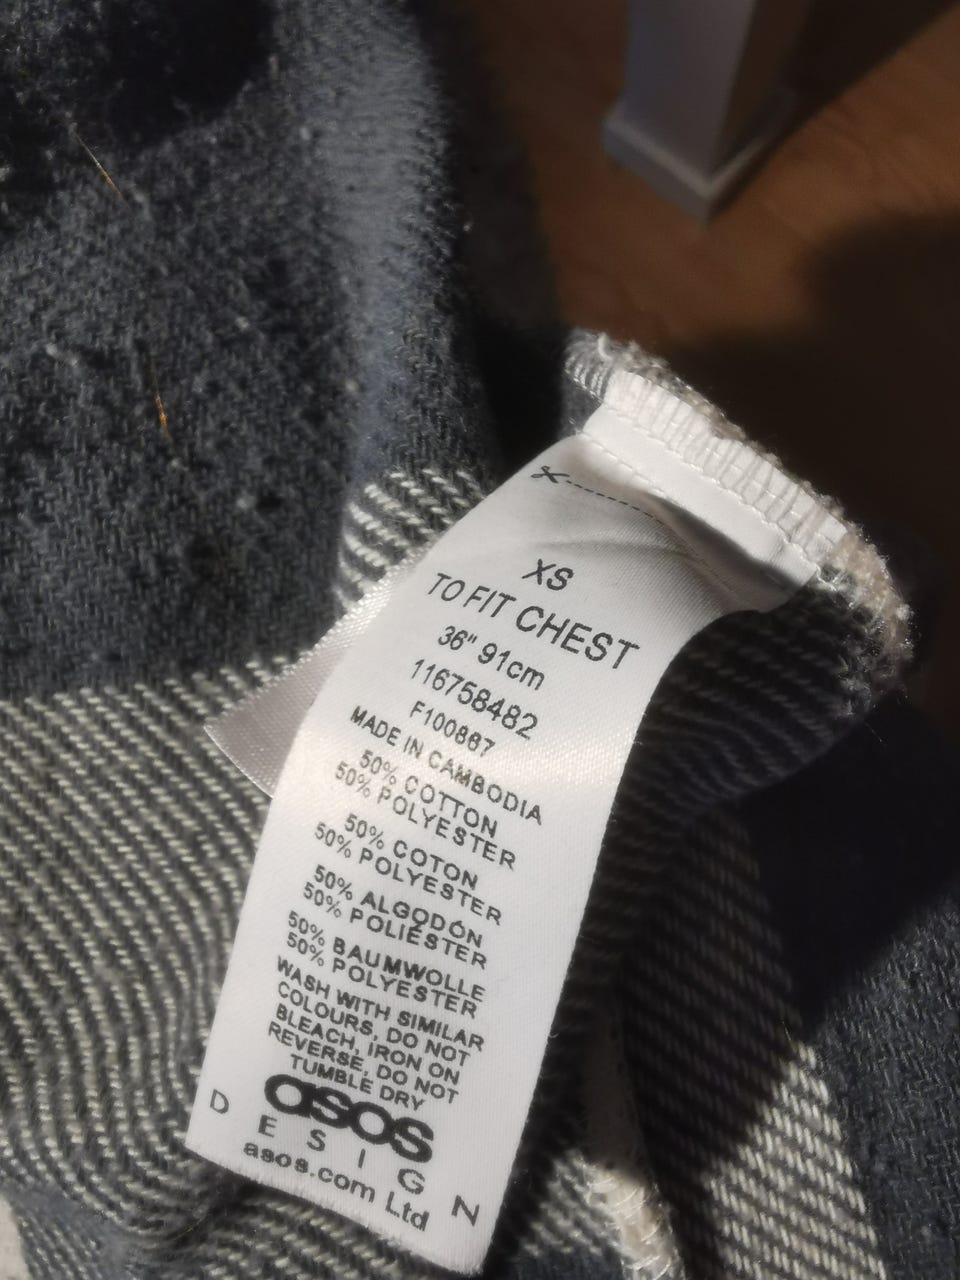 XS
TO FIT CHEST
36" 91cm
116758482
F100867
MADE IN CAMBODIA
50% COTTON
50% POLYESTER
50% COTON
50% POLYESTER
50% ALGODÓN
50% POLIÉSTER
50% BAUMWOLLE
50% POLYESTER
WASH WITH SIMILAR
COLOURS, DO NOT
BLEACH, IRON ON
REVERSE, DO NOT
TUMBLE DRY
asos
DESIGN
asos.com Ltd